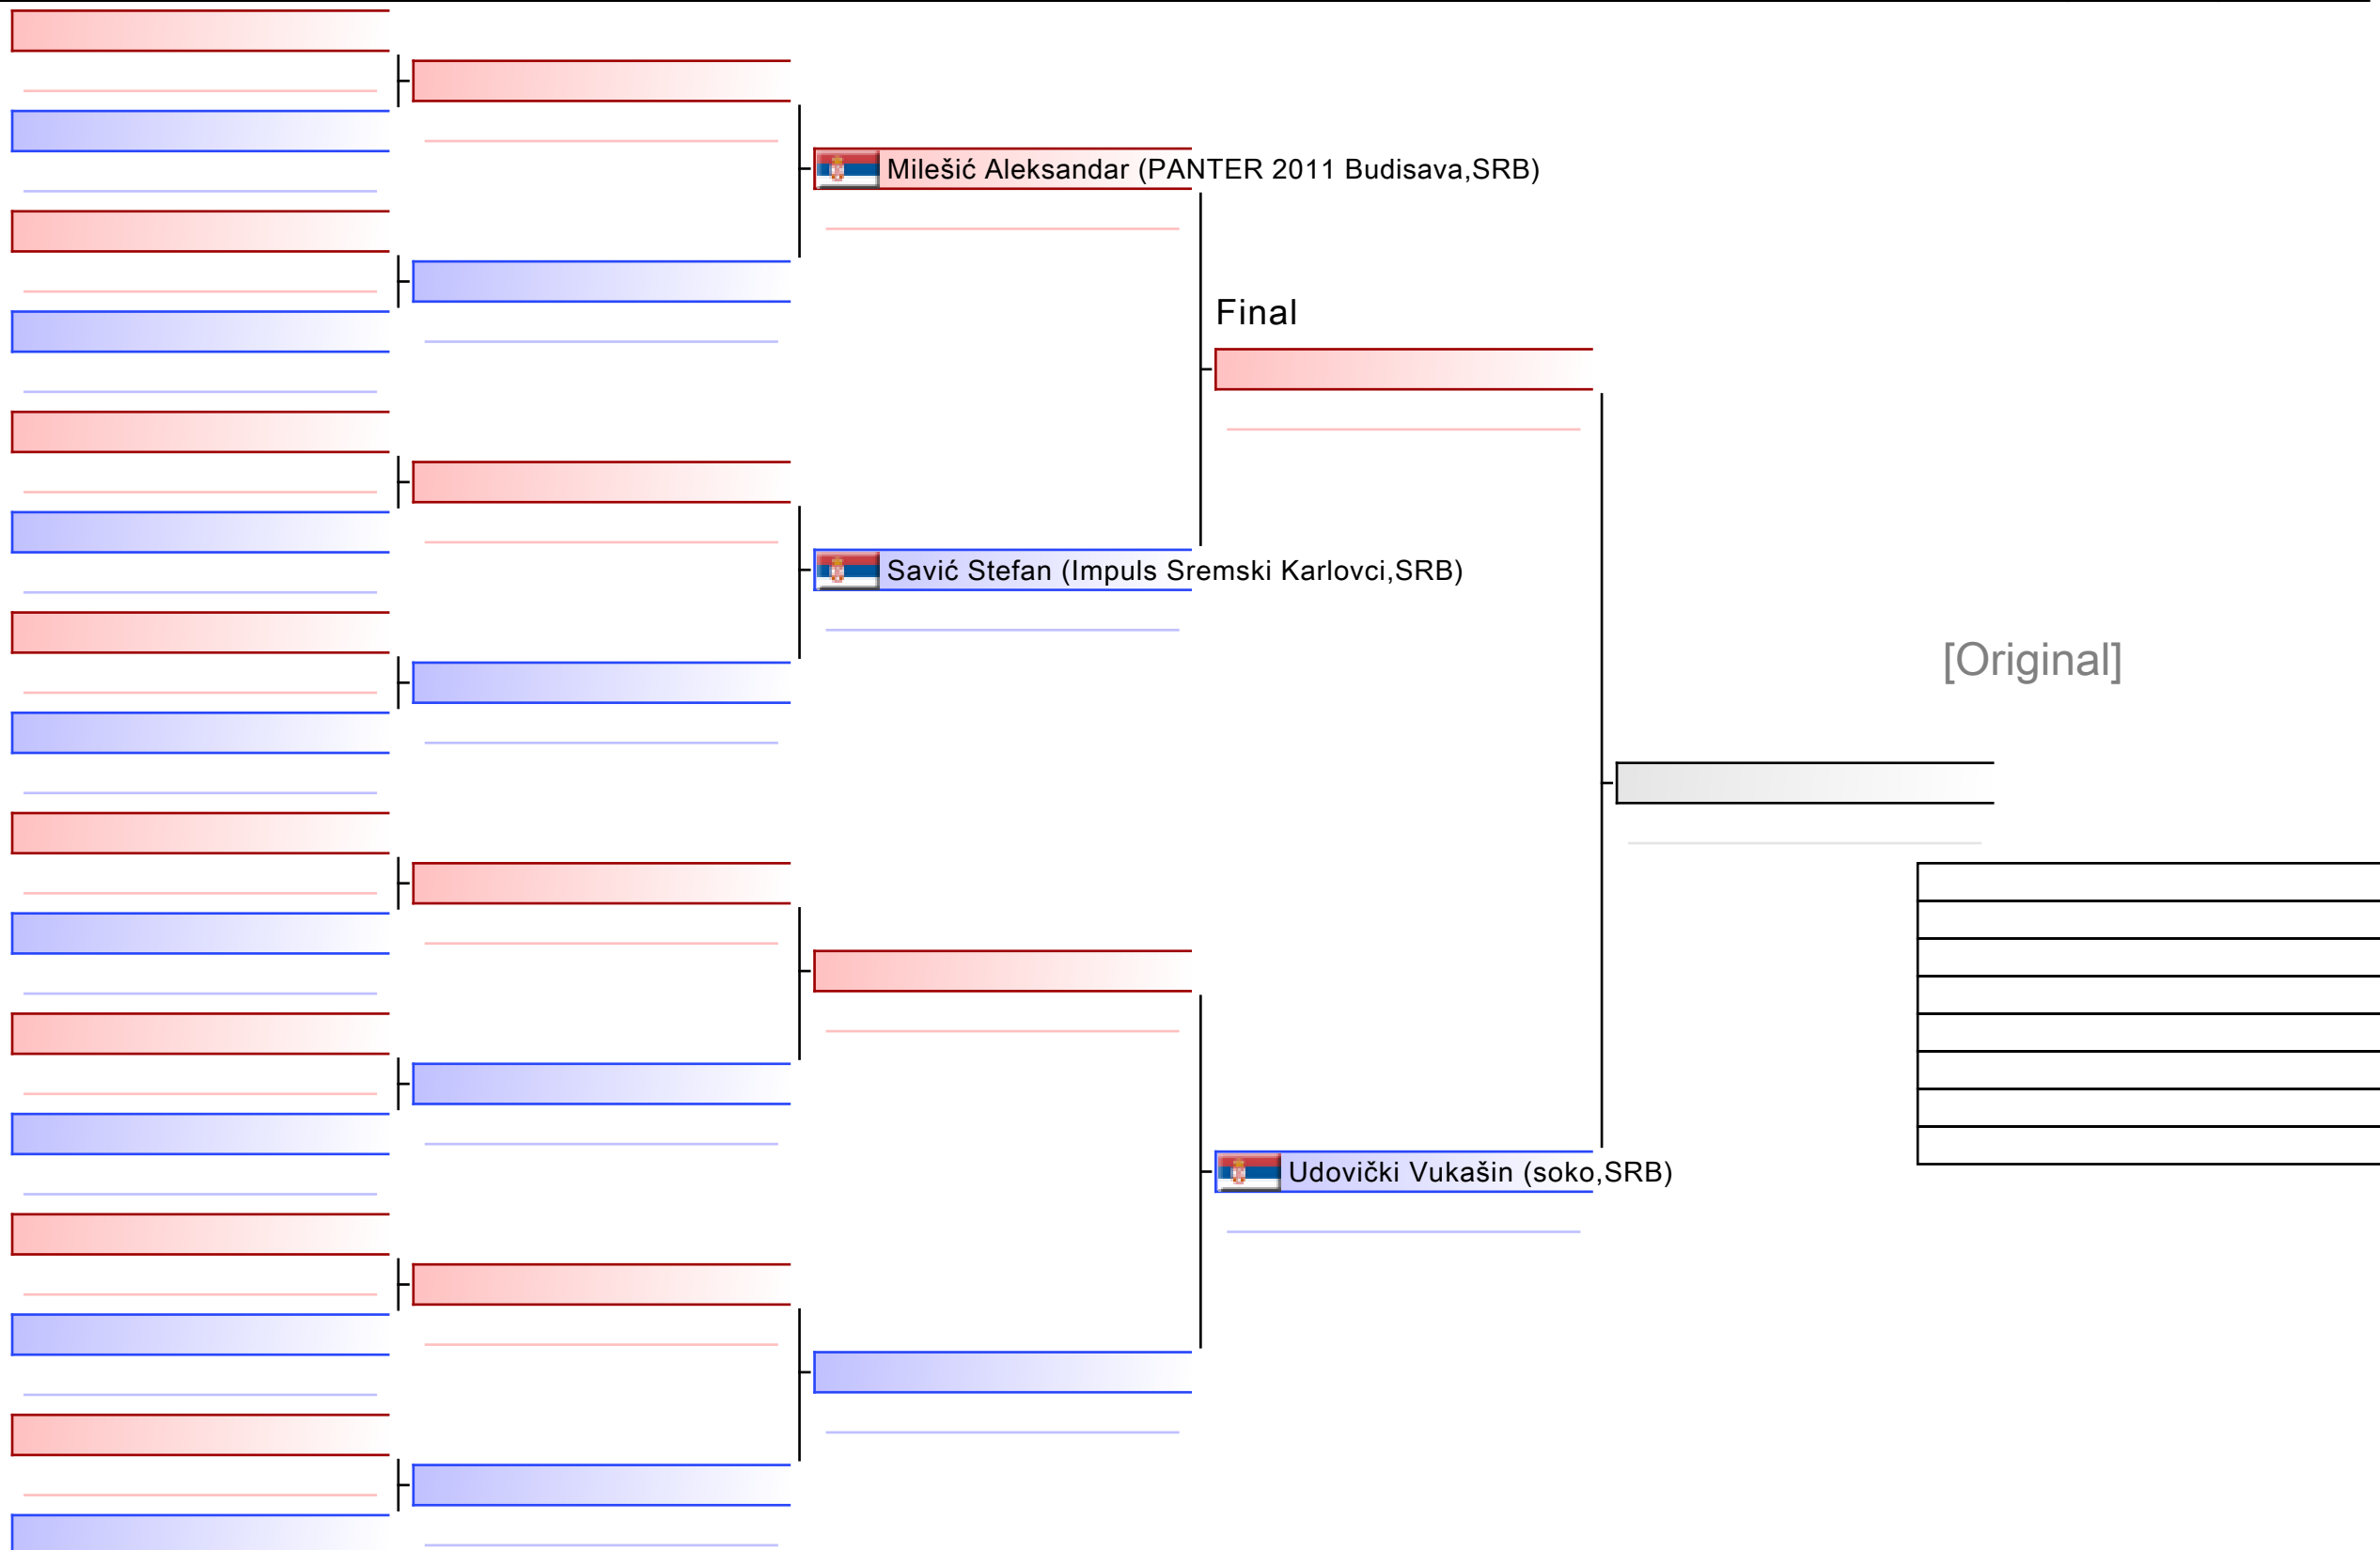 Milešić Aleksandar (PANTER 2011 Budisava,SRB)
Final
Savić Stefan (Impuls Sremski Karlovci,SRB)
[Original]
Udovički Vukašin (soko,SRB)